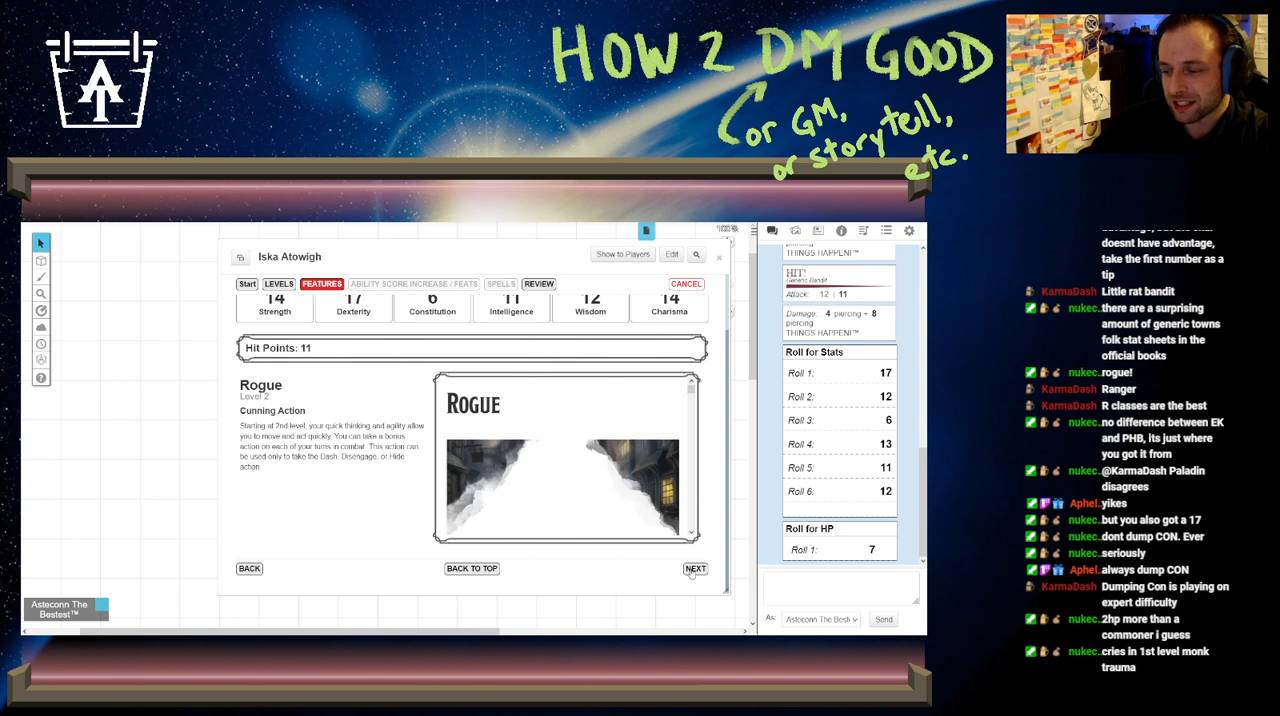 HOW 2 DM GOOD
or GM,
or storytell,
etc.
AT
Iska Atowigh
Show to Players
Edit
Start
LEVELS
FEATURES
ABILITY SCORE INCREASE / FEATS
SPELLS
REVIEW
CANCEL
14
17
6
11
12
14
Strength
Dexterity
Constitution
Intelligence
Wisdom
Charisma
Hit Points: 11
Rogue
Level 2
Cunning Action
Starting at 2nd level, your quick thinking and agility allow
you to move and act quickly. You can take a bonus
action on each of your turns in combat. This action can
be used only to take the Dash, Disengage, or Hide
action.
ROGUE
BACK
BACK TO TOP
NEXT
Asteconn The
Bestest™
100%
piercing
THINGS HAPPEN!™
HIT!
Generic Bandit
Attack: 12 | 11
Damage: 4 piercing + 8
piercing
THINGS HAPPEN!™
Roll for Stats
Roll 1: 17
Roll 2: 12
Roll 3: 6
Roll 4: 13
Roll 5: 11
Roll 6: 12
Roll for HP
Roll 1: 7
As:
Asteconn The Best
Send
doesnt have advantage,
take the first number as a
tip
KarmaDash Little rat bandit
nukec.. there are a surprising
amount of generic towns
folk stat sheets in the
official books
nukec.. rogue!
KarmaDash Ranger
KarmaDash R classes are the best
nukec.. no difference between EK
and PHB, its just where
you got it from
nukec.. @KarmaDash Paladin
disagrees
Aphel.. yikes
nukec.. but you also got a 17
nukec.. dont dump CON. Ever
nukec.. seriously
Aphel.. always dump CON
KarmaDash Dumping Con is playing on
expert difficulty
nukec.. 2hp more than a
commoner i guess
nukec.. cries in 1st level monk
trauma